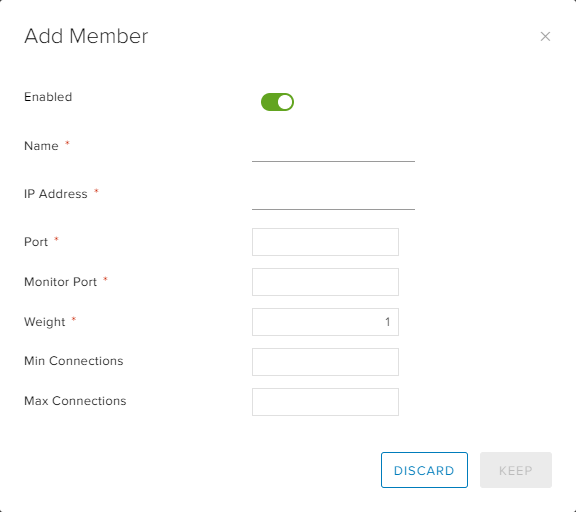 Add Member
Enabled
Name *
IP Address *
Port *
Monitor Port *
Weight * 1
Min Connections
Max Connections
DISCARD KEEP